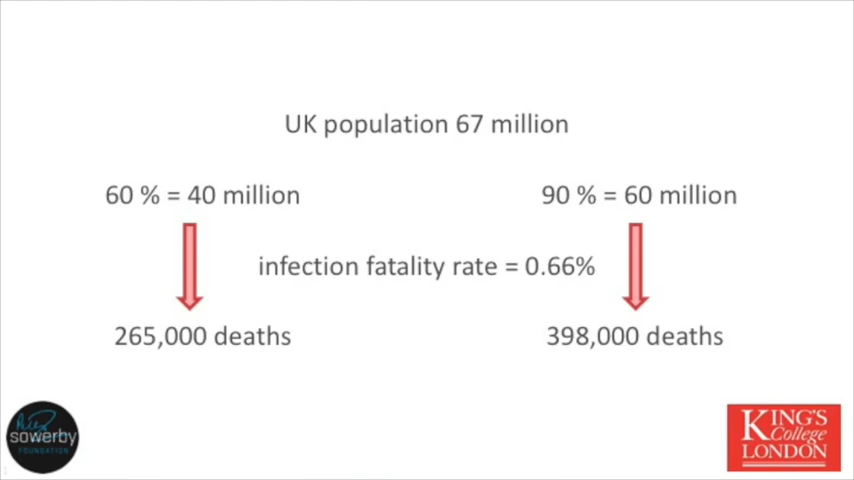 UK population 67 million
60 % = 40 million
90 % = 60 million
infection fatality rate = 0.66%
265,000 deaths
398,000 deaths
sowerby
FOUNDATION
KING'S
College
LONDON